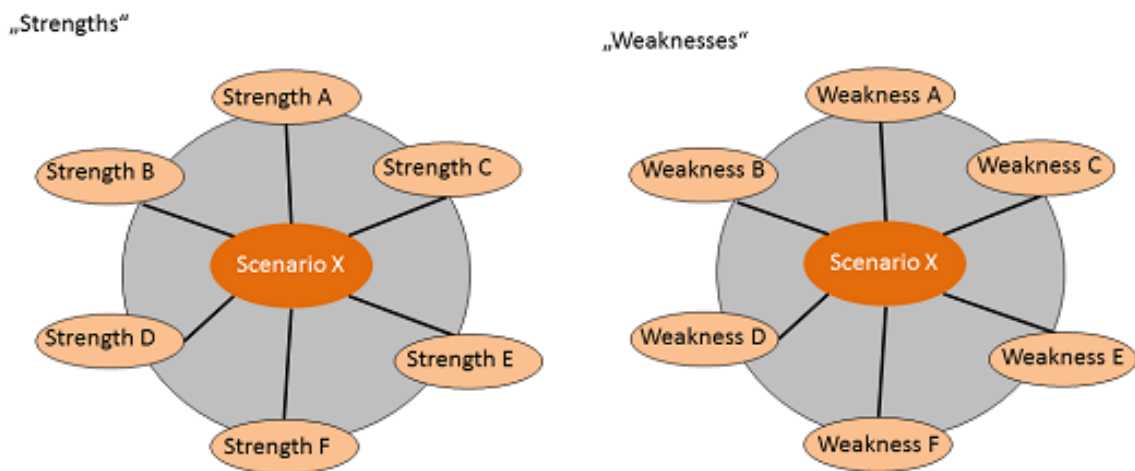 „Strengths“
Strength A
Strength B
Strength C
Scenario X
Strength D
Strength E
Strength F
„Weaknesses“
Weakness A
Weakness B
Weakness C
Scenario X
Weakness D
Weakness E
Weakness F